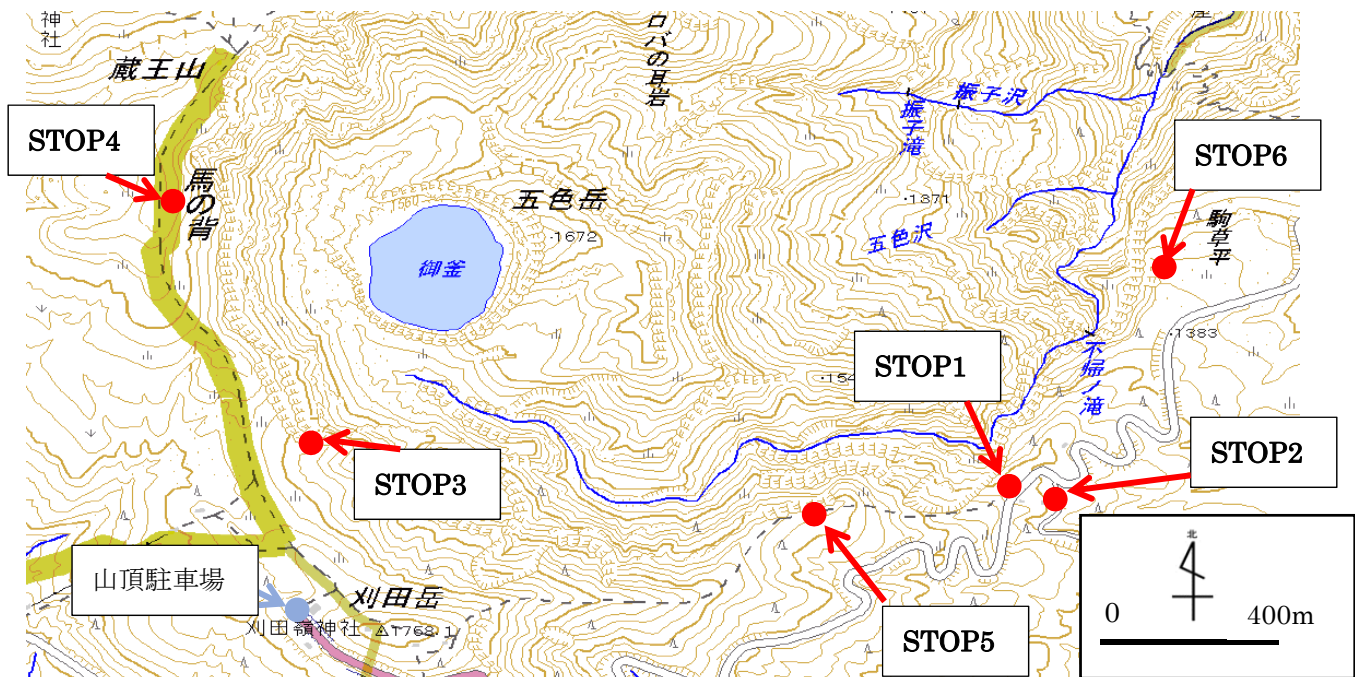 神社
蔵王山
ロバの耳岩
振子沢
振子滝
STOP4
STOP6
馬の背
1560
五色岳
・1672
・1371
駒草平
五色沢
御釜
・1383
STOP1
不帰ノ滝
STOP2
STOP3
山頂駐車場
刈田岳
刈田嶺神社 △1768.1
STOP5
北
0 400m